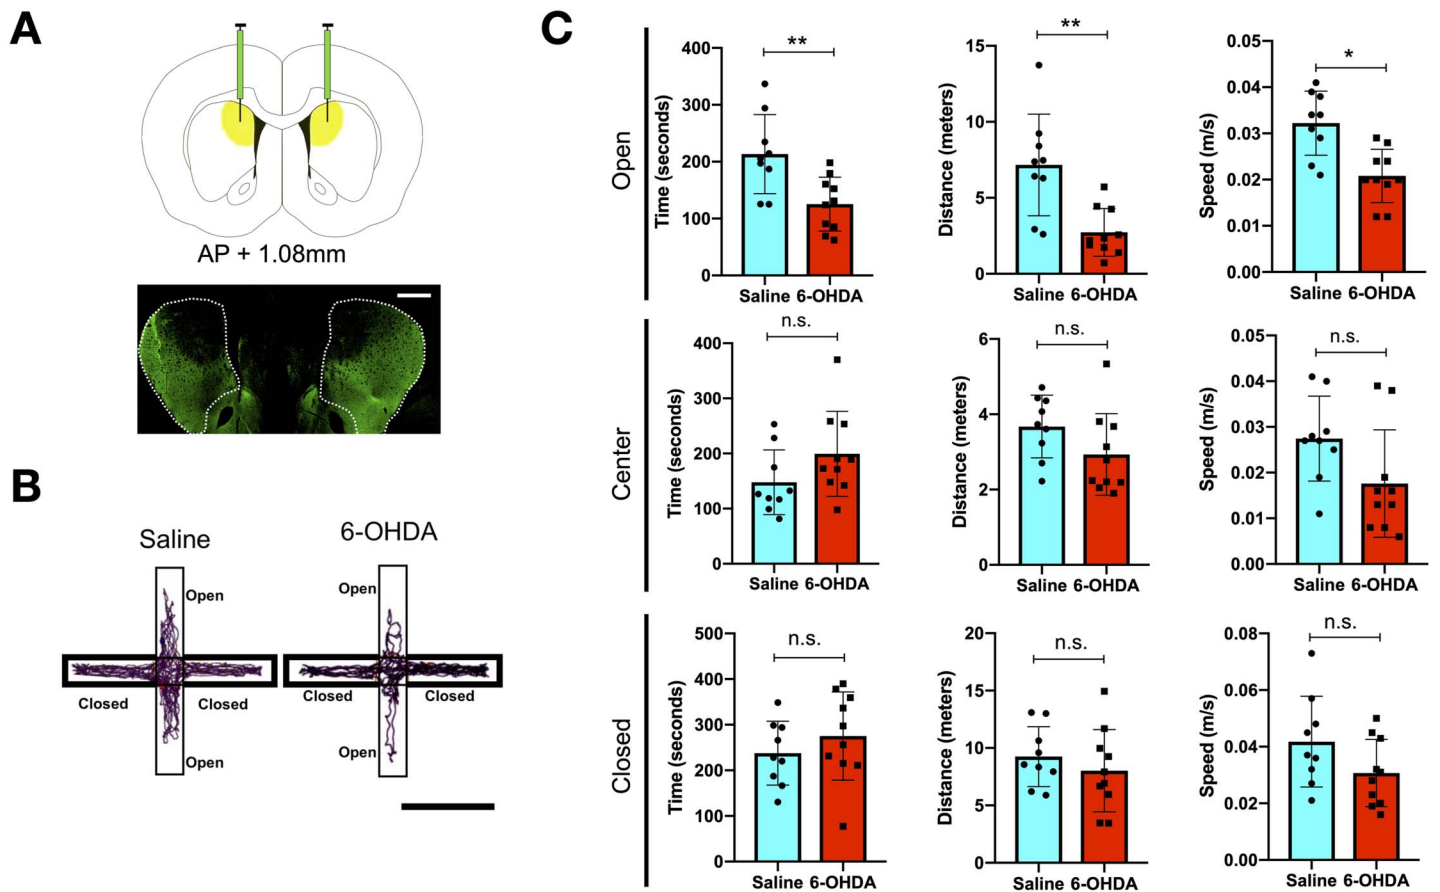 A
AP + 1.08mm
B
Saline
6-OHDA
Open
Open
Closed
Closed
Closed
Closed
Open
Open
C
Open
Time (seconds)
400
300
200
100
0
**
Saline 6-OHDA
Distance (meters)
15
10
5
0
**
Saline 6-OHDA
Speed (m/s)
0.05
0.04
0.03
0.02
0.01
0.00
*
Saline 6-OHDA
Center
Time (seconds)
400
300
200
100
0
n.s.
Saline 6-OHDA
Distance (meters)
6
4
2
0
n.s.
Saline 6-OHDA
Speed (m/s)
0.05
0.04
0.03
0.02
0.01
0.00
n.s.
Saline 6-OHDA
Closed
Time (seconds)
500
400
300
200
100
0
n.s.
Saline 6-OHDA
Distance (meters)
20
15
10
5
0
n.s.
Saline 6-OHDA
Speed (m/s)
0.08
0.06
0.04
0.02
0.00
n.s.
Saline 6-OHDA